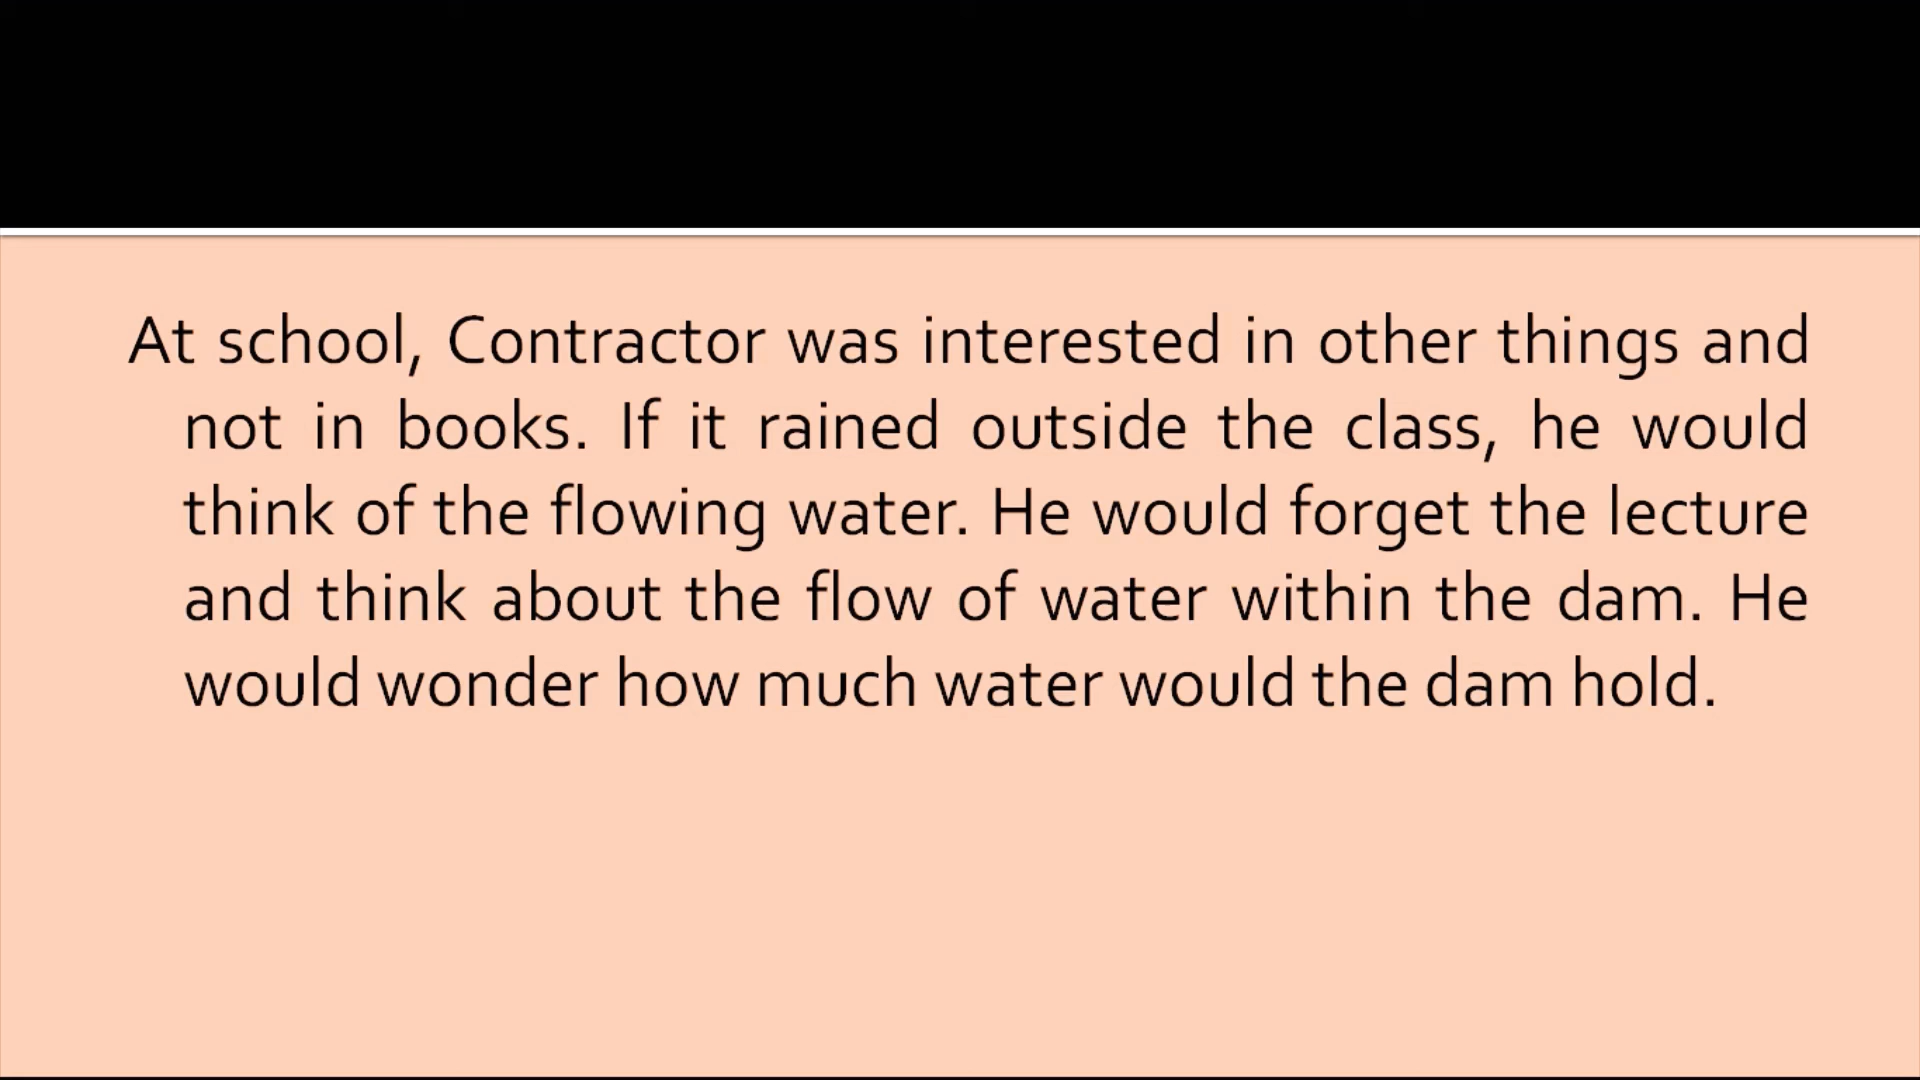 At school, Contractor was interested in other things and
not in books. If it rained outside the class, he would
think of the flowing water. He would forget the lecture
and think about the flow of water within the dam. He
would wonder how much water would the dam hold.